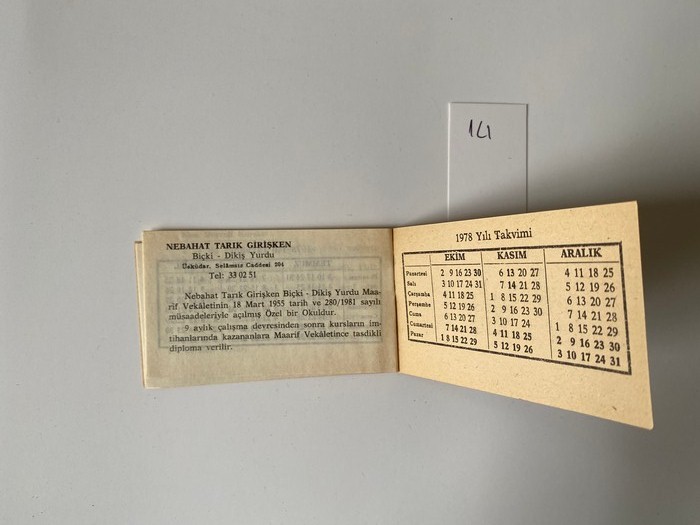 141
NEBAHAT TARIK GİRİŞKEN
Biçki - Dikiş Yurdu
Üsküdar, Selâmsız Caddesi 204
Tel: 33 02 51
Nebahat Tarık Girişken Biçki - Dikiş Yurdu Maa-
rif Vekâletinin 18 Mart 1955 tarih ve 280/1981 sayılı
müsaadeleriyle açılmış Özel bir Okuldur.
9 aylık çalışma devresinden sonra kursların im-
tihanlarında kazananlara Maarif Vekâletince tasdikli
diploma verilir.
1978 Yılı Takvimi
EKİM KASIM ARALIK
Pazartesi 2 9 16 23 30 6 13 20 27 4 11 18 25
Salı 3 10 17 24 31 7 14 21 28 5 12 19 26
Çarşamba 4 11 18 25 1 8 15 22 29 6 13 20 27
Perşembe 5 12 19 26 2 9 16 23 30 7 14 21 28
Cuma 6 13 20 27 3 10 17 24 1 8 15 22 29
Cumartesi 7 14 21 28 4 11 18 25 2 9 16 23 30
Pazar 1 8 15 22 29 5 12 19 26 3 10 17 24 31